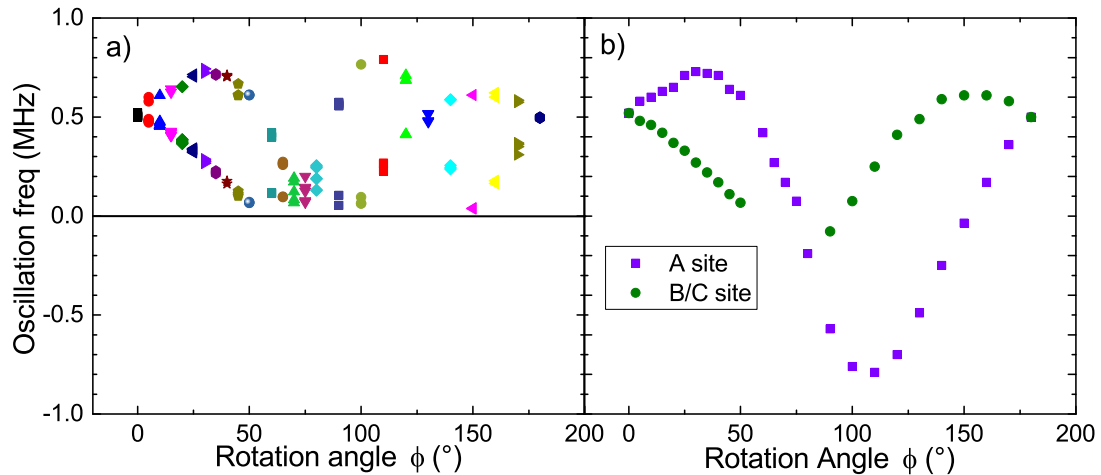 a)
Oscillation freq (MHz)
1.0
0.5
0.0
-0.5
-1.0
0 50 100 150 200
Rotation angle ϕ (°)
b)
A site
B/C site
0 50 100 150 200
Rotation Angle ϕ (°)